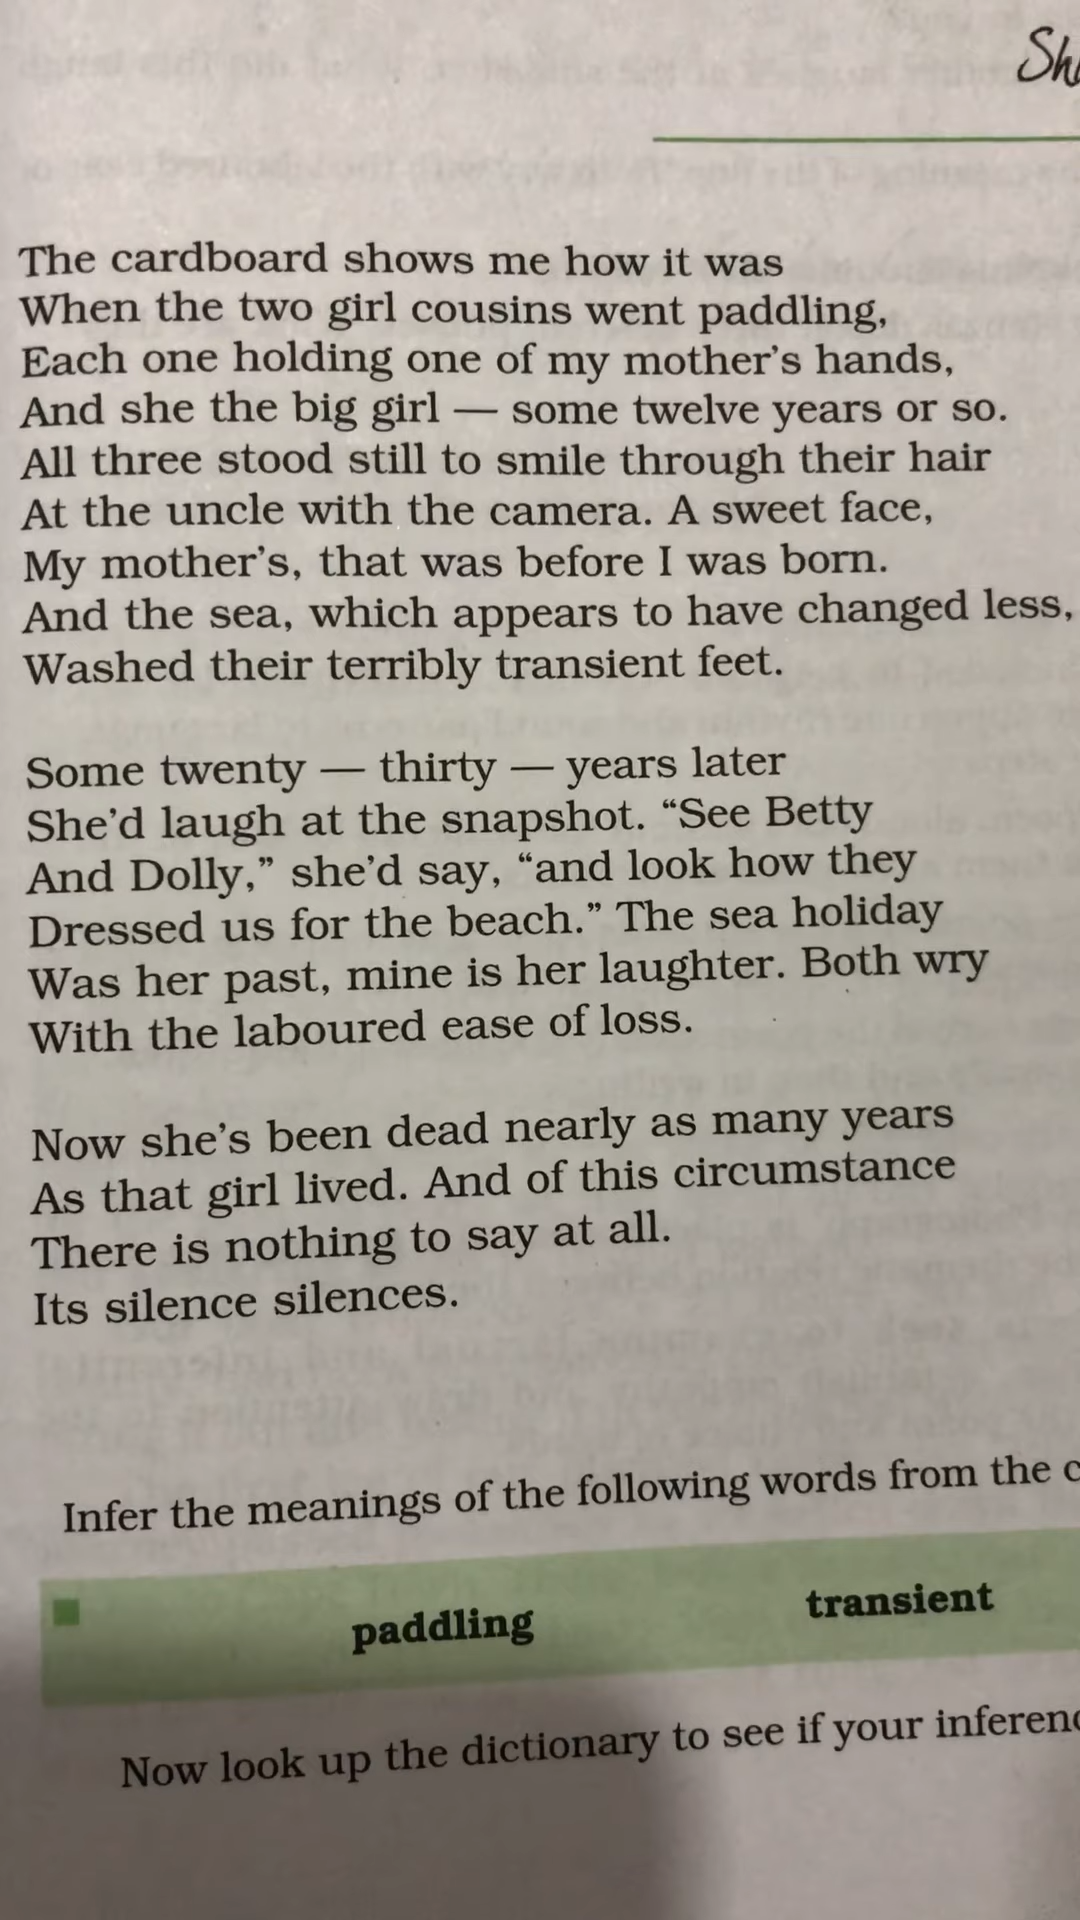 The cardboard shows me how it was
When the two girl cousins went paddling,
Each one holding one of my mother's hands,
And she the big girl — some twelve years or so.
All three stood still to smile through their hair
At the uncle with the camera. A sweet face,
My mother's, that was before I was born.
And the sea, which appears to have changed less,
Washed their terribly transient feet.
Some twenty — thirty — years later
She'd laugh at the snapshot. “See Betty
And Dolly,” she'd say, “and look how they
Dressed us for the beach.” The sea holiday
Was her past, mine is her laughter. Both wry
With the laboured ease of loss.
Now she's been dead nearly as many years
As that girl lived. And of this circumstance
There is nothing to say at all.
Its silence silences.
Infer the meanings of the following words from the
paddling transient
Now look up the dictionary to see if your